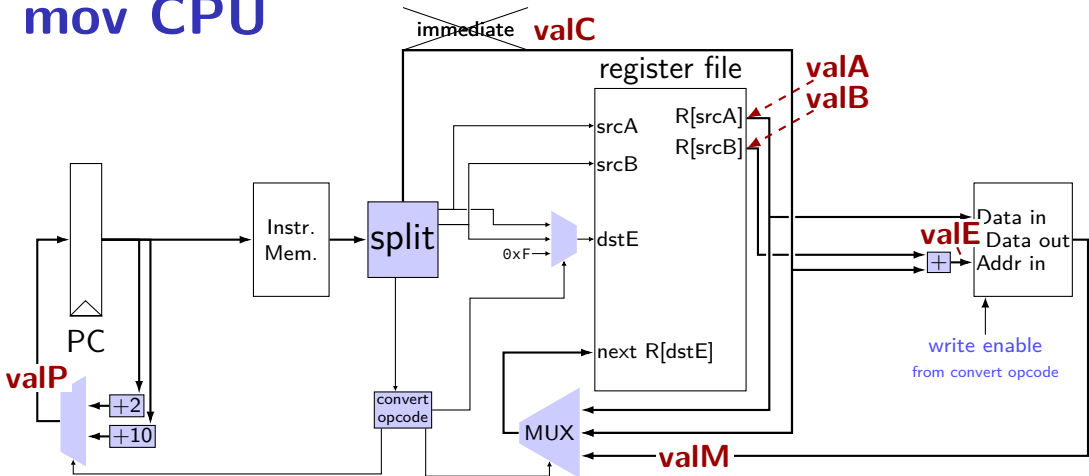 mov CPU
immediate
valC
register file
valA
valB
R[srcA]
srcA
R[srcB]
srcB
Instr.
Mem.
split
dstE
0xF
Data in
valE
Data out
+
Addr in
PC
next R[dstE]
write enable
from convert opcode
valP
convert
opcode
+2
+10
MUX
valM